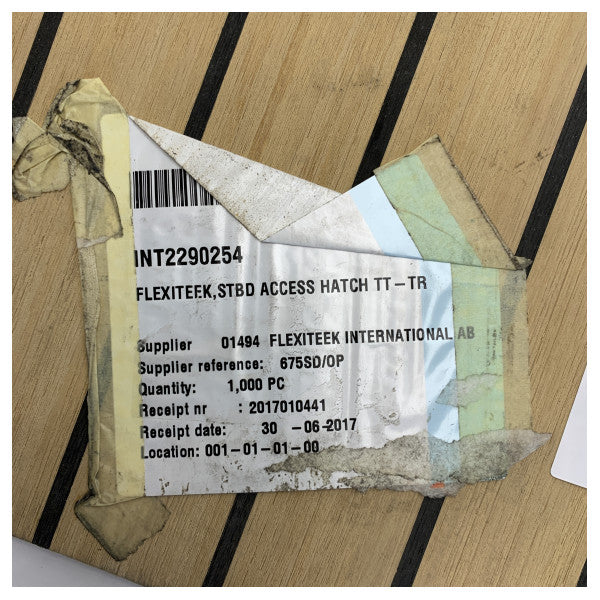 INT2290254
FLEXITEEK,STBD ACCESS HATCH TT-TR
Supplier 01494 FLEXITEEK INTERNATIONAL AB
Supplier reference: 675SD/OP
Quantity: 1,000 PC
Receipt nr : 2017010441
Receipt date: 30 -06-2017
Location: 001-01-01-00